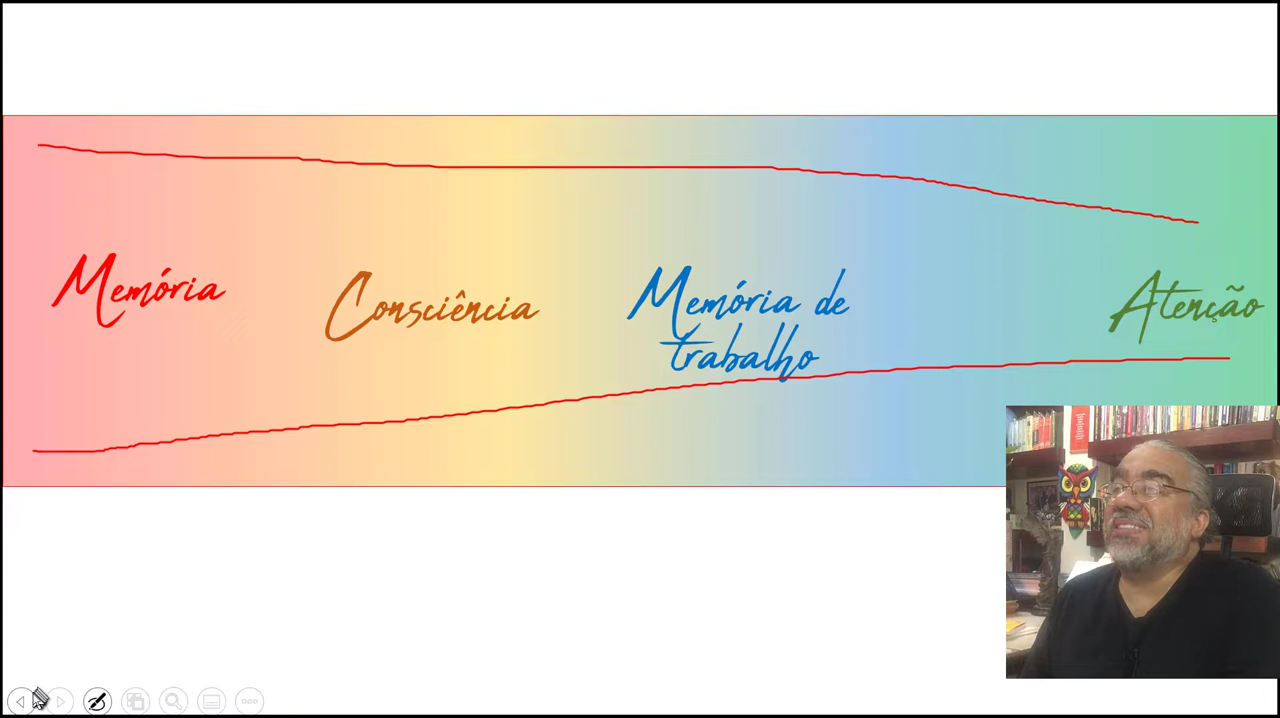 Memória
Consciência
Memória de
trabalho
Atenção